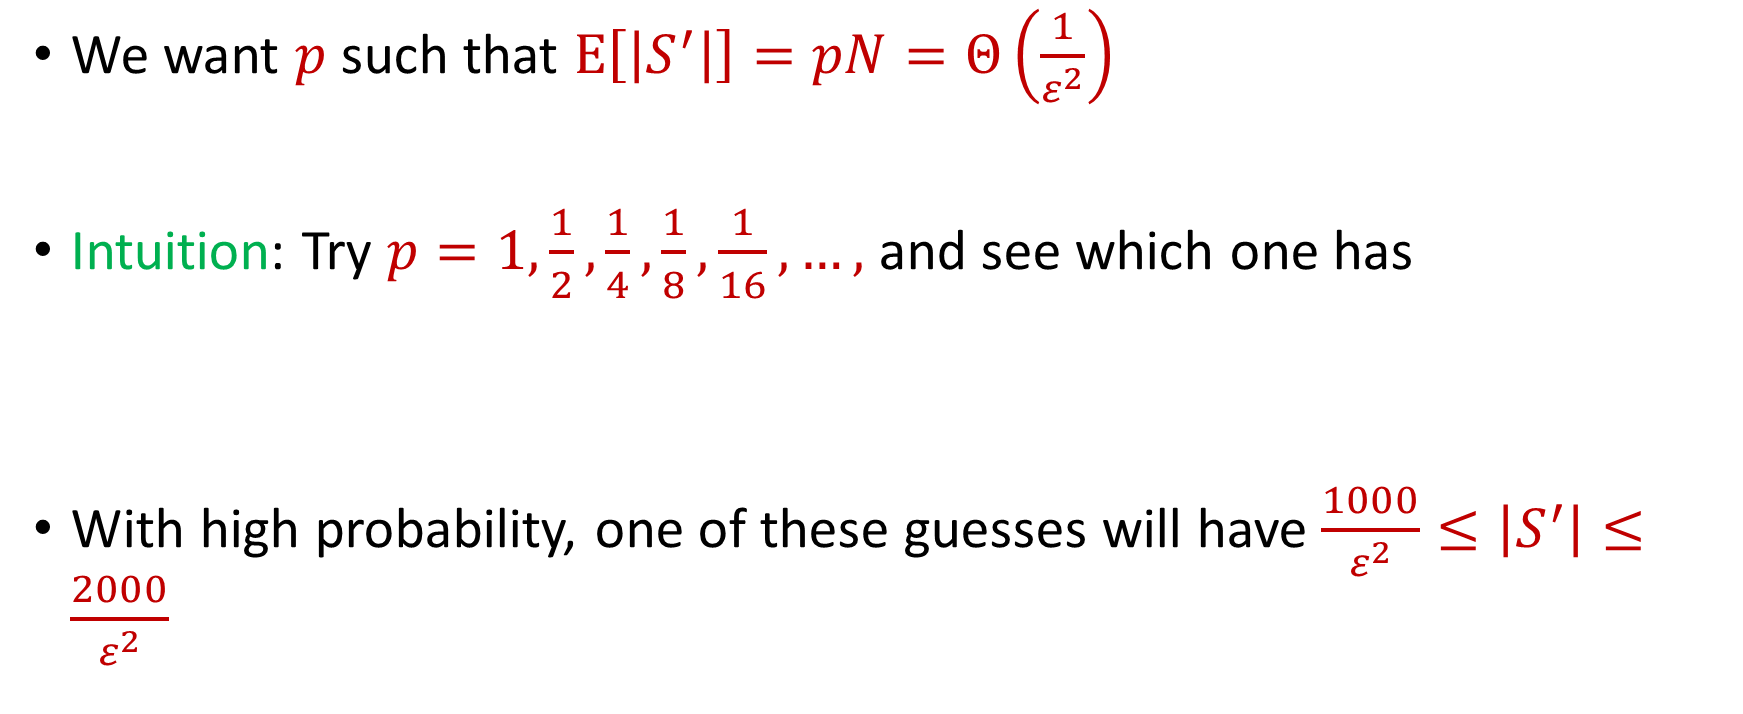 • We want p such that E[|S′|] = pN = Θ(1/ε²)
• Intuition: Try p = 1, 1/2, 1/4, 1/8, 1/16, …, and see which one has
• With high probability, one of these guesses will have 1000/ε² ≤ |S′| ≤
2000/ε²